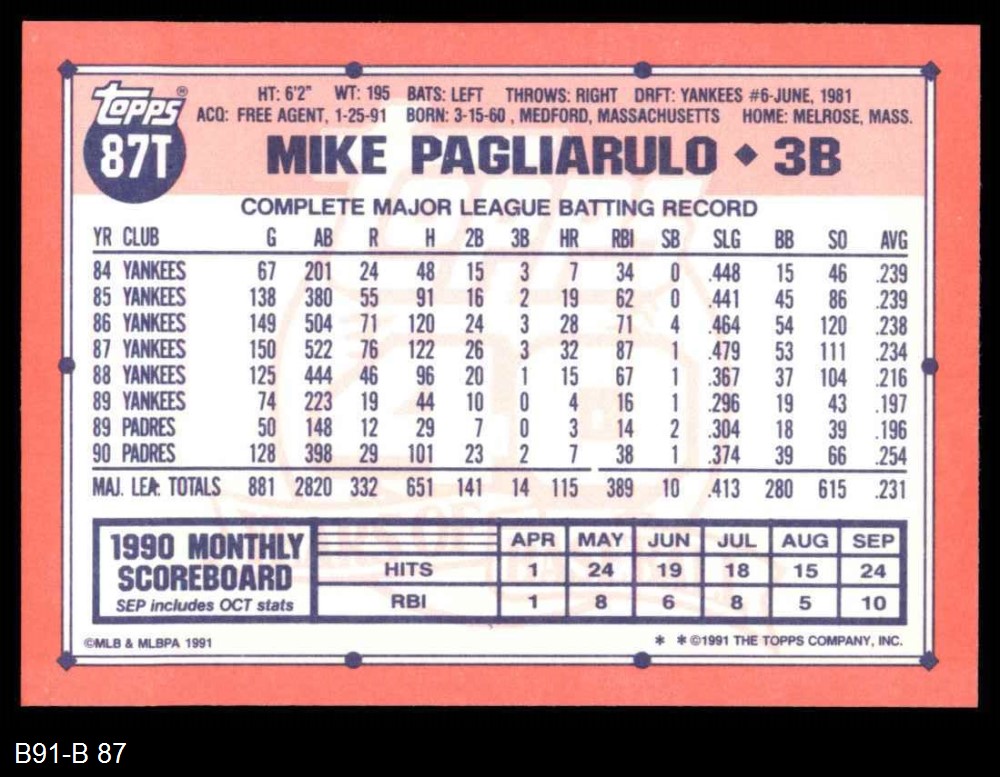 topps®
87T
HT: 6'2" WT: 195 BATS: LEFT THROWS: RIGHT DRFT: YANKEES #6-JUNE, 1981
ACQ: FREE AGENT, 1-25-91 BORN: 3-15-60 , MEDFORD, MASSACHUSETTS HOME: MELROSE, MASS.
MIKE PAGLIARULO ◆ 3B
COMPLETE MAJOR LEAGUE BATTING RECORD
YR CLUB G AB R H 2B 3B HR RBI SB SLG BB SO AVG
84 YANKEES 67 201 24 48 15 3 7 34 0 .448 15 46 .239
85 YANKEES 138 380 55 91 16 2 19 62 0 .441 45 86 .239
86 YANKEES 149 504 71 120 24 3 28 71 4 .464 54 120 .238
87 YANKEES 150 522 76 122 26 3 32 87 1 .479 53 111 .234
88 YANKEES 125 444 46 96 20 1 15 67 1 .367 37 104 .216
89 YANKEES 74 223 19 44 10 0 4 16 1 .296 19 43 .197
89 PADRES 50 148 12 29 7 0 3 14 2 .304 18 39 .196
90 PADRES 128 398 29 101 23 2 7 38 1 .374 39 66 .254
MAJ. LEA. TOTALS 881 2820 332 651 141 14 115 389 10 .413 280 615 .231
1990 MONTHLY
SCOREBOARD
SEP includes OCT stats
APR MAY JUN JUL AUG SEP
HITS 1 24 19 18 15 24
RBI 1 8 6 8 5 10
©MLB & MLBPA 1991
* * ©1991 THE TOPPS COMPANY, INC.
B91-B 87